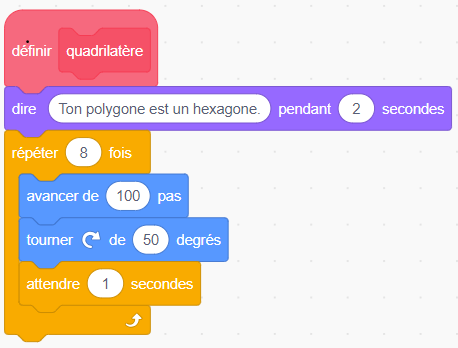 définir quadrilatère
dire Ton polygone est un hexagone. pendant 2 secondes
répéter 8 fois
avancer de 100 pas
tourner de 50 degrés
attendre 1 secondes